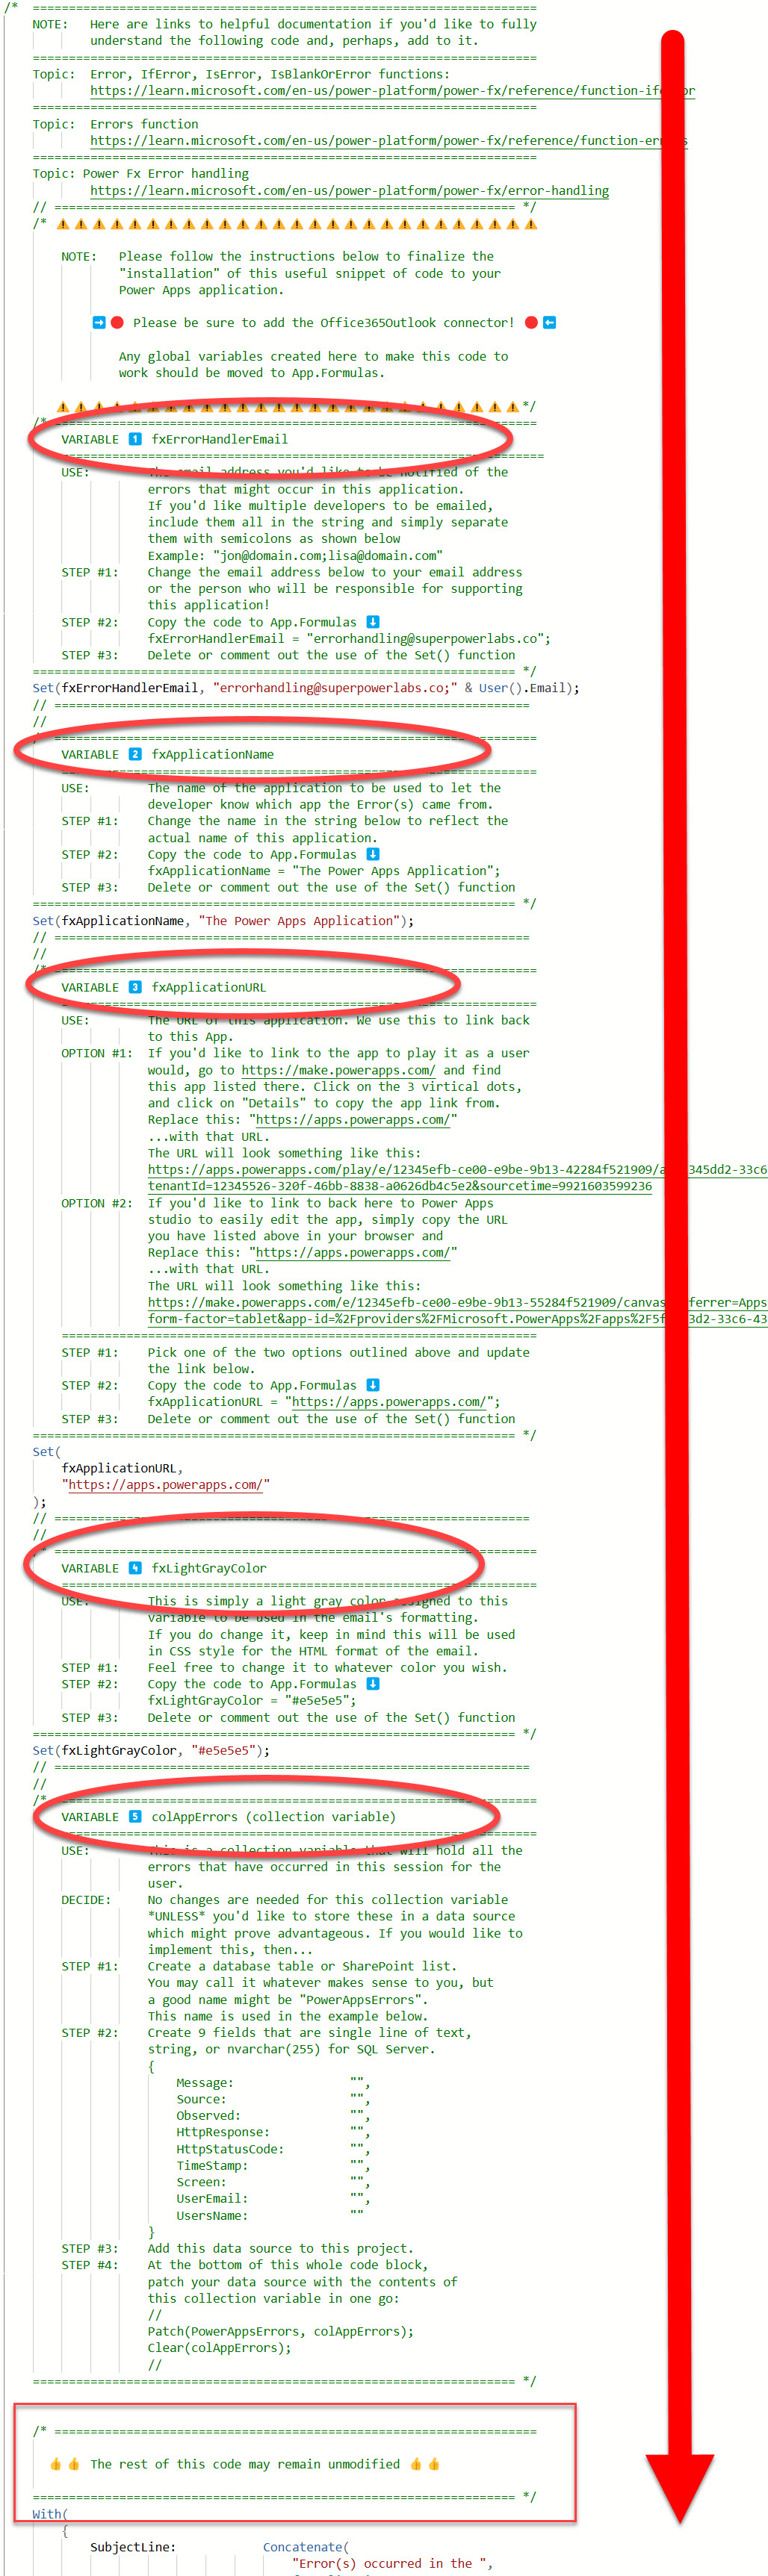 /* ======================================================================
NOTE: Here are links to helpful documentation if you'd like to fully
understand the following code and, perhaps, add to it.
======================================================================
Topic: Error, IfError, IsError, IsBlankOrError functions:
https://learn.microsoft.com/en-us/power-platform/power-fx/reference/function-iferror
======================================================================
Topic: Errors function
https://learn.microsoft.com/en-us/power-platform/power-fx/reference/function-errors
======================================================================
Topic: Power Fx Error handling
https://learn.microsoft.com/en-us/power-platform/power-fx/error-handling
// ================================================================ */
/* ⚠️⚠️⚠️⚠️⚠️⚠️⚠️⚠️⚠️⚠️⚠️⚠️⚠️⚠️⚠️⚠️⚠️⚠️⚠️⚠️⚠️⚠️⚠️⚠️⚠️⚠️⚠️
NOTE: Please follow the instructions below to finalize the
"installation" of this useful snippet of code to your
Power Apps application.
➡️🔴 Please be sure to add the Office365Outlook connector! 🔴⬅️
Any global variables created here to make this code to
work should be moved to App.Formulas.
⚠️⚠️⚠️⚠️⚠️⚠️⚠️⚠️⚠️⚠️⚠️⚠️⚠️⚠️⚠️⚠️⚠️⚠️⚠️⚠️⚠️⚠️⚠️⚠️⚠️⚠️*/
/* ===================================================================
VARIABLE 1️⃣ fxErrorHandlerEmail
===================================================================
USE: The email address you'd like to be notified of the
errors that might occur in this application.
If you'd like multiple developers to be emailed,
include them all in the string and simply separate
them with semicolons as shown below
Example: "jon@domain.com;lisa@domain.com"
STEP #1: Change the email address below to your email address
or the person who will be responsible for supporting
this application!
STEP #2: Copy the code to App.Formulas ⬇️
fxErrorHandlerEmail = "errorhandling@superpowerlabs.co";
STEP #3: Delete or comment out the use of the Set() function
=================================================================== */
Set(fxErrorHandlerEmail, "errorhandling@superpowerlabs.co;" & User().Email);
// ==================================================================
//
/* ===================================================================
VARIABLE 2️⃣ fxApplicationName
==================================================================
USE: The name of the application to be used to let the
developer know which app the Error(s) came from.
STEP #1: Change the name in the string below to reflect the
actual name of this application.
STEP #2: Copy the code to App.Formulas ⬇️
fxApplicationName = "The Power Apps Application";
STEP #3: Delete or comment out the use of the Set() function
=================================================================== */
Set(fxApplicationName, "The Power Apps Application");
// ==================================================================
//
/* ===================================================================
VARIABLE 3️⃣ fxApplicationURL
==================================================================
USE: The URL of this application. We use this to link back
to this App.
OPTION #1: If you'd like to link to the app to play it as a user
would, go to https://make.powerapps.com/ and find
this app listed there. Click on the 3 virtical dots,
and click on "Details" to copy the app link from.
Replace this: "https://apps.powerapps.com/"
...with that URL.
The URL will look something like this:
https://apps.powerapps.com/play/e/12345efb-ce00-e9be-9b13-42284f521909/a 345dd2-33c6
tenantId=12345526-320f-46bb-8838-a0626db4c5e2&sourcetime=9921603599236
OPTION #2: If you'd like to link to back here to Power Apps
studio to easily edit the app, simply copy the URL
you have listed above in your browser and
Replace this: "https://apps.powerapps.com/"
...with that URL.
The URL will look something like this:
https://make.powerapps.com/e/12345efb-ce00-e9be-9b13-55284f521909/canvas ferrer=Apps
form-factor=tablet&app-id=%2Fproviders%2FMicrosoft.PowerApps%2Fapps%2F5f 3d2-33c6-43
==================================================================
STEP #1: Pick one of the two options outlined above and update
the link below.
STEP #2: Copy the code to App.Formulas ⬇️
fxApplicationURL = "https://apps.powerapps.com/";
STEP #3: Delete or comment out the use of the Set() function
=================================================================== */
Set(
fxApplicationURL,
"https://apps.powerapps.com/"
);
// ==================================================================
//
/* ===================================================================
VARIABLE 4️⃣ fxLightGrayColor
==================================================================
USE: This is simply a light gray color assigned to this
variable to be used in the email's formatting.
If you do change it, keep in mind this will be used
in CSS style for the HTML format of the email.
STEP #1: Feel free to change it to whatever color you wish.
STEP #2: Copy the code to App.Formulas ⬇️
fxLightGrayColor = "#e5e5e5";
STEP #3: Delete or comment out the use of the Set() function
=================================================================== */
Set(fxLightGrayColor, "#e5e5e5");
// ==================================================================
//
/* ===================================================================
VARIABLE 5️⃣ colAppErrors (collection variable)
==================================================================
USE: This is a collection variable that will hold all the
errors that have occurred in this session for the
user.
DECIDE: No changes are needed for this collection variable
*UNLESS* you'd like to store these in a data source
which might prove advantageous. If you would like to
implement this, then...
STEP #1: Create a database table or SharePoint list.
You may call it whatever makes sense to you, but
a good name might be "PowerAppsErrors".
This name is used in the example below.
STEP #2: Create 9 fields that are single line of text,
string, or nvarchar(255) for SQL Server.
{
Message: "",
Source: "",
Observed: "",
HttpResponse: "",
HttpStatusCode: "",
TimeStamp: "",
Screen: "",
UserEmail: "",
UsersName: ""
}
STEP #3: Add this data source to this project.
STEP #4: At the bottom of this whole code block,
patch your data source with the contents of
this collection variable in one go:
//
Patch(PowerAppsErrors, colAppErrors);
Clear(colAppErrors);
//
=================================================================== */
/* ===================================================================
👍👍 The rest of this code may remain unmodified 👍👍
=================================================================== */
With(
{
SubjectLine: Concatenate(
"Error(s) occurred in the ",